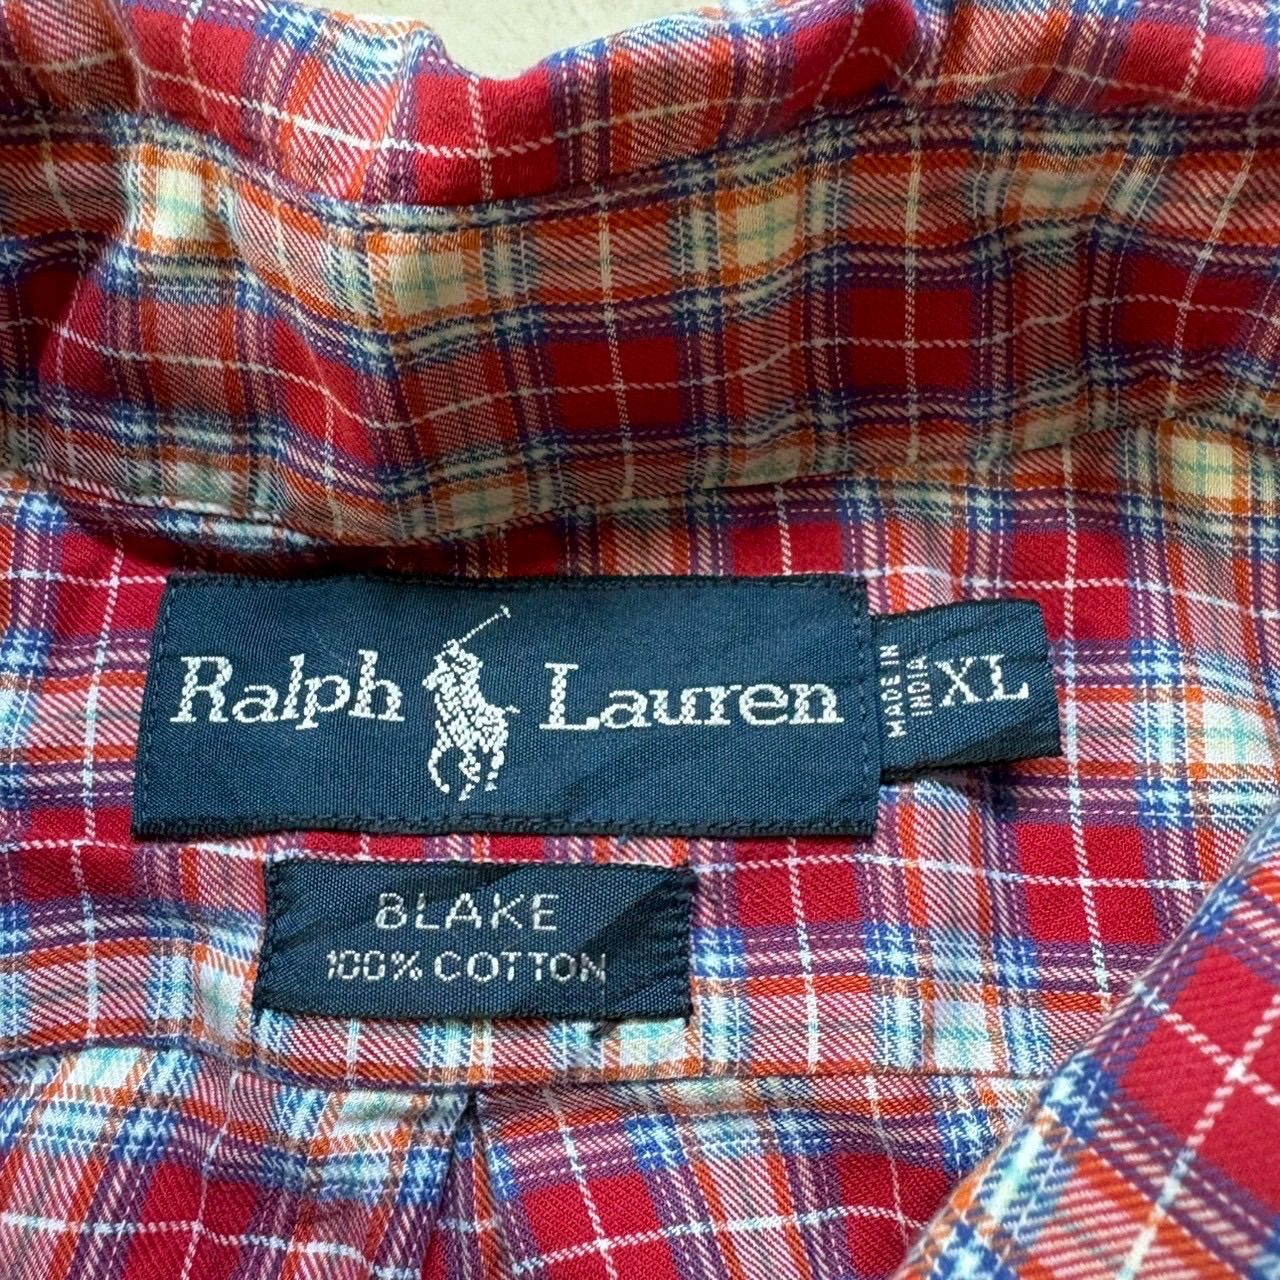 Ralph Lauren
MADE IN
INDIA
XL
BLAKE
100% COTTON